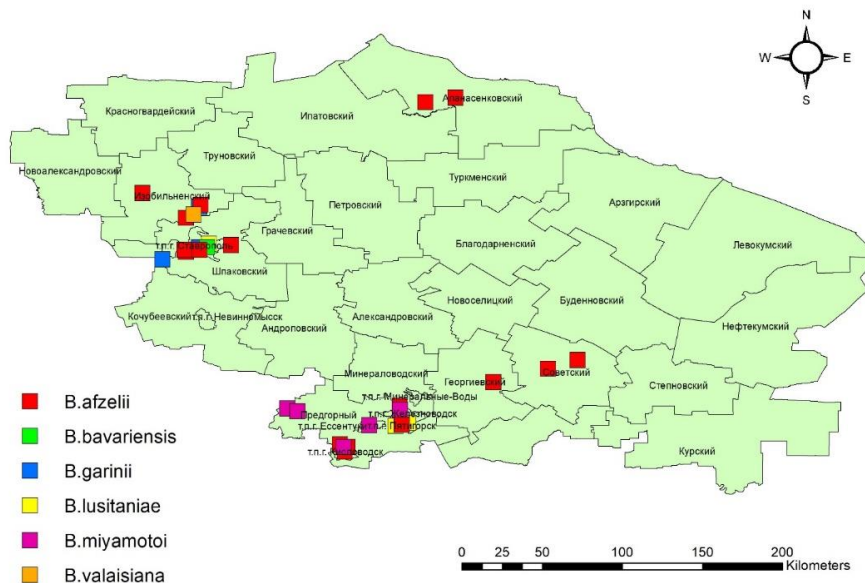 N
W E
S
Красногвардейский
Ипатовский
Апанасенковский
Новоалександровский
Труновский
Изобильненский
Туркменский
Петровский
Арзгирский
Грачевский
т.п.г. Ставрополь
Благодарненский
Левокумский
Шпаковский
Кочубеевский
т.п.г. Невинномысск
Андроповский
Александровский
Новоселицкий
Буденновский
Нефтекумский
Минераловодский
Георгиевский
Советский
Степновский
т.п.г. Минеральные-Воды
Предгорный
т.п.г. Железноводск
т.п.г. Ессентуки
т.п.г. Пятигорск
т.п.г. Кисловодск
Курский
B.afzelii
B.bavariensis
B.garinii
B.lusitaniae
B.miyamotoi
B.valaisiana
0 25 50 100 150 200
Kilometers